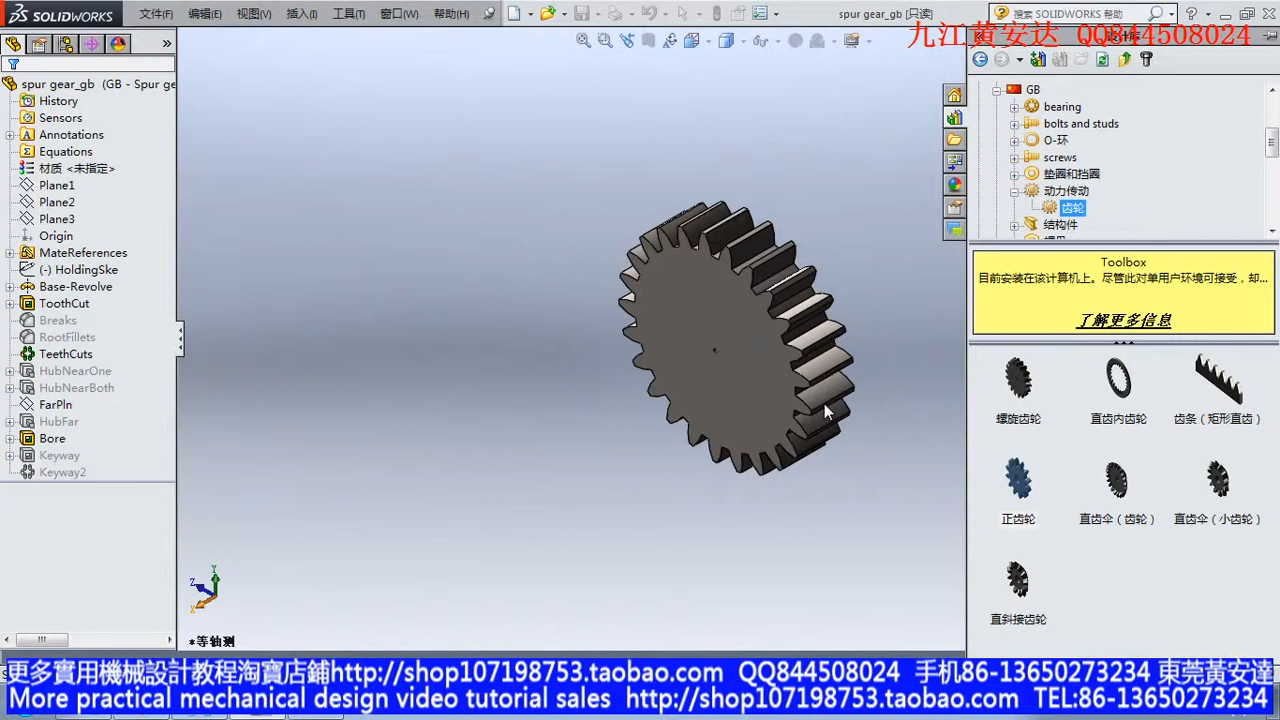 SOLIDWORKS 文件(F) 编辑(E) 视图(V) 插入(I) 工具(T) 窗口(W) 帮助(H) spur gear_gb [只读] 搜索 SOLIDWORKS 帮助
九江黄安达 QQ844508024
spur gear_gb (GB - Spur ge
History
Sensors
Annotations
Equations
材质 <未指定>
Plane1
Plane2
Plane3
Origin
MateReferences
(-) HoldingSke
Base-Revolve
ToothCut
Breaks
RootFillets
TeethCuts
HubNearOne
HubNearBoth
FarPln
HubFar
Bore
Keyway
Keyway2
Y
Z
X
*等轴测
GB
bearing
bolts and studs
O-环
screws
垫圈和挡圈
动力传动
齿轮
结构件
Toolbox
目前安装在该计算机上。尽管此对单用户环境可接受，却...
了解更多信息
螺旋齿轮 直齿内齿轮 齿条（矩形直齿）
正齿轮 直齿伞（齿轮） 直齿伞（小齿轮）
直斜接齿轮
更多實用機械設計教程淘寶店鋪http://shop107198753.taobao.com QQ844508024 手机86-13650273234 東莞黃安達
More practical mechanical design video tutorial sales http://shop107198753.taobao.com TEL:86-13650273234